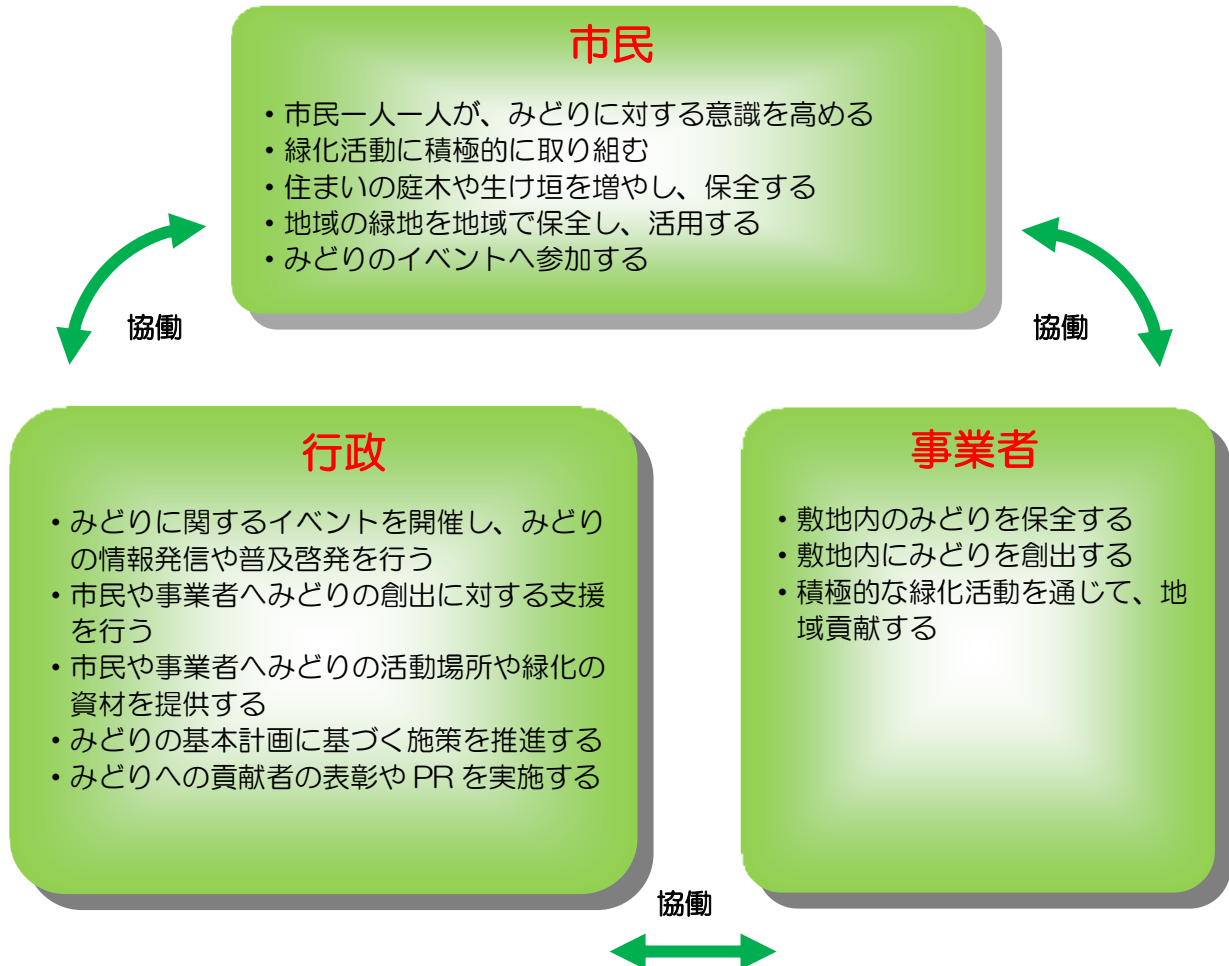 市民
・市民一人一人が、みどりに対する意識を高める
・緑化活動に積極的に取り組む
・住まいの庭木や生け垣を増やし、保全する
・地域の緑地を地域で保全し、活用する
・みどりのイベントへ参加する
協働
協働
行政
・みどりに関するイベントを開催し、みどり
の情報発信や普及啓発を行う
・市民や事業者へみどりの創出に対する支援
を行う
・市民や事業者へみどりの活動場所や緑化の
資材を提供する
・みどりの基本計画に基づく施策を推進する
・みどりへの貢献者の表彰や PR を実施する
事業者
・敷地内のみどりを保全する
・敷地内にみどりを創出する
・積極的な緑化活動を通じて、地
域貢献する
協働